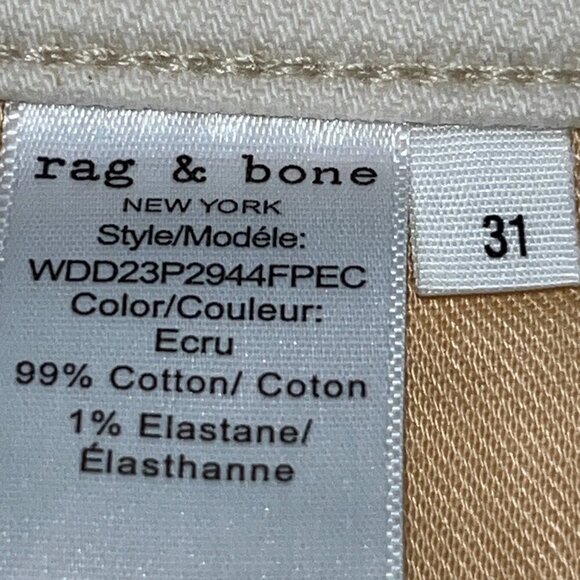 rag & bone
NEW YORK
Style/Modéle:
WDD23P2944FPEC
Color/Couleur:
Ecru
99% Cotton/ Coton
1% Elastane/
Élasthanne
31